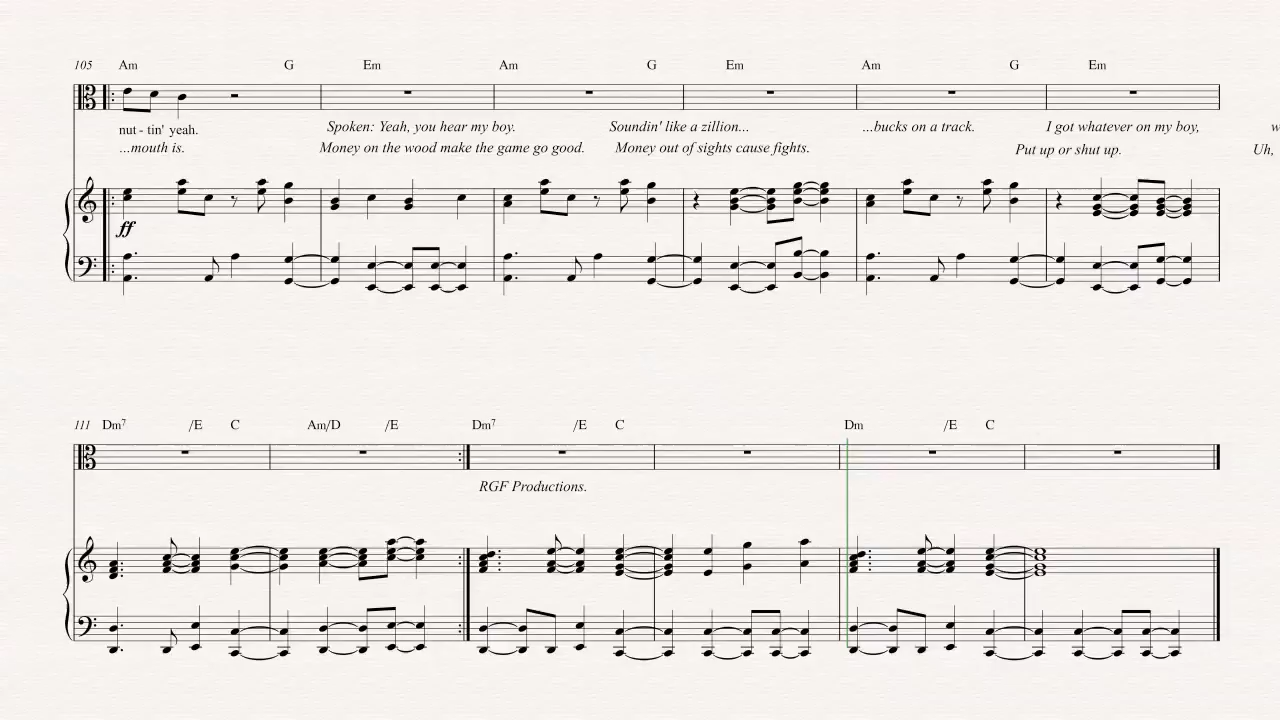 105 Am G Em Am G Em Am G Em
nut - tin' yeah. Spoken: Yeah, you hear my boy. Soundin' like a zillion... ...bucks on a track. I got whatever on my boy, w
...mouth is. Money on the wood make the game go good. Money out of sights cause fights. Put up or shut up. Uh,
ff
111 Dm7 /E C Am/D /E Dm7 /E C Dm /E C
RGF Productions.